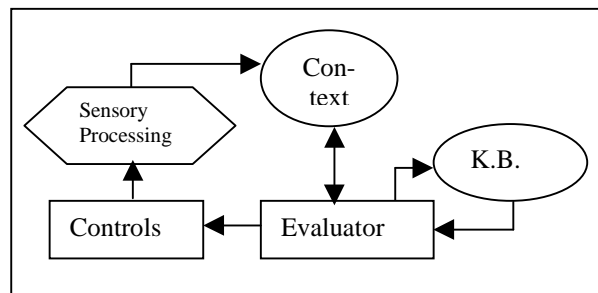 Con-
text
Sensory
Processing
K.B.
Controls
Evaluator